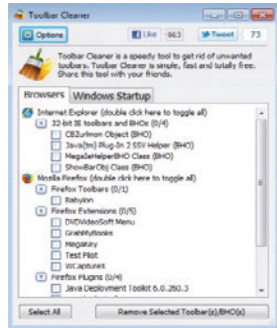 Toolbar Cleaner
Options
Like 963 Tweet 73
Toolbar Cleaner is a speedy tool to get rid of unwanted
toolbars. Toolbar Cleaner is simple, fast and totally free.
Share this tool with your friends.
Browsers Windows Startup
Internet Explorer (double click here to toggle all)
32-bit IE toolbars and BHOs (0/4)
CBZurlmon Object (BHO)
Java(tm) Plug-In 2 SSV Helper (BHO)
MegaIeHelperBHO Class (BHO)
ShowBarObj Class (BHO)
Mozilla Firefox (double click here to toggle all)
Firefox Toolbars (0/1)
Babylon
Firefox Extensions (0/5)
DVDVideoSoft Menu
GrabMyBooks
MegaKey
Test Pilot
WCaptureX
Firefox Plugins (0/4)
Java Deployment Toolkit 6.0.260.3
Select All Remove Selected Toolbar(s)/BHO(s)